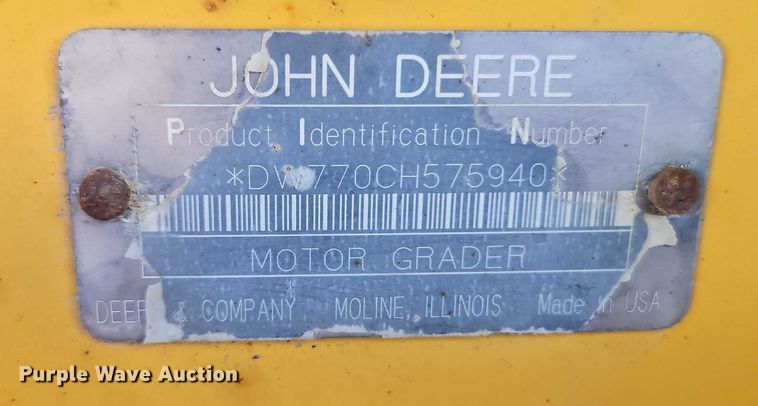 JOHN DEERE
Product Identification Number
*DW770CH575940*
MOTOR GRADER
DEERE & COMPANY MOLINE, ILLINOIS Made in USA
Purple Wave Auction